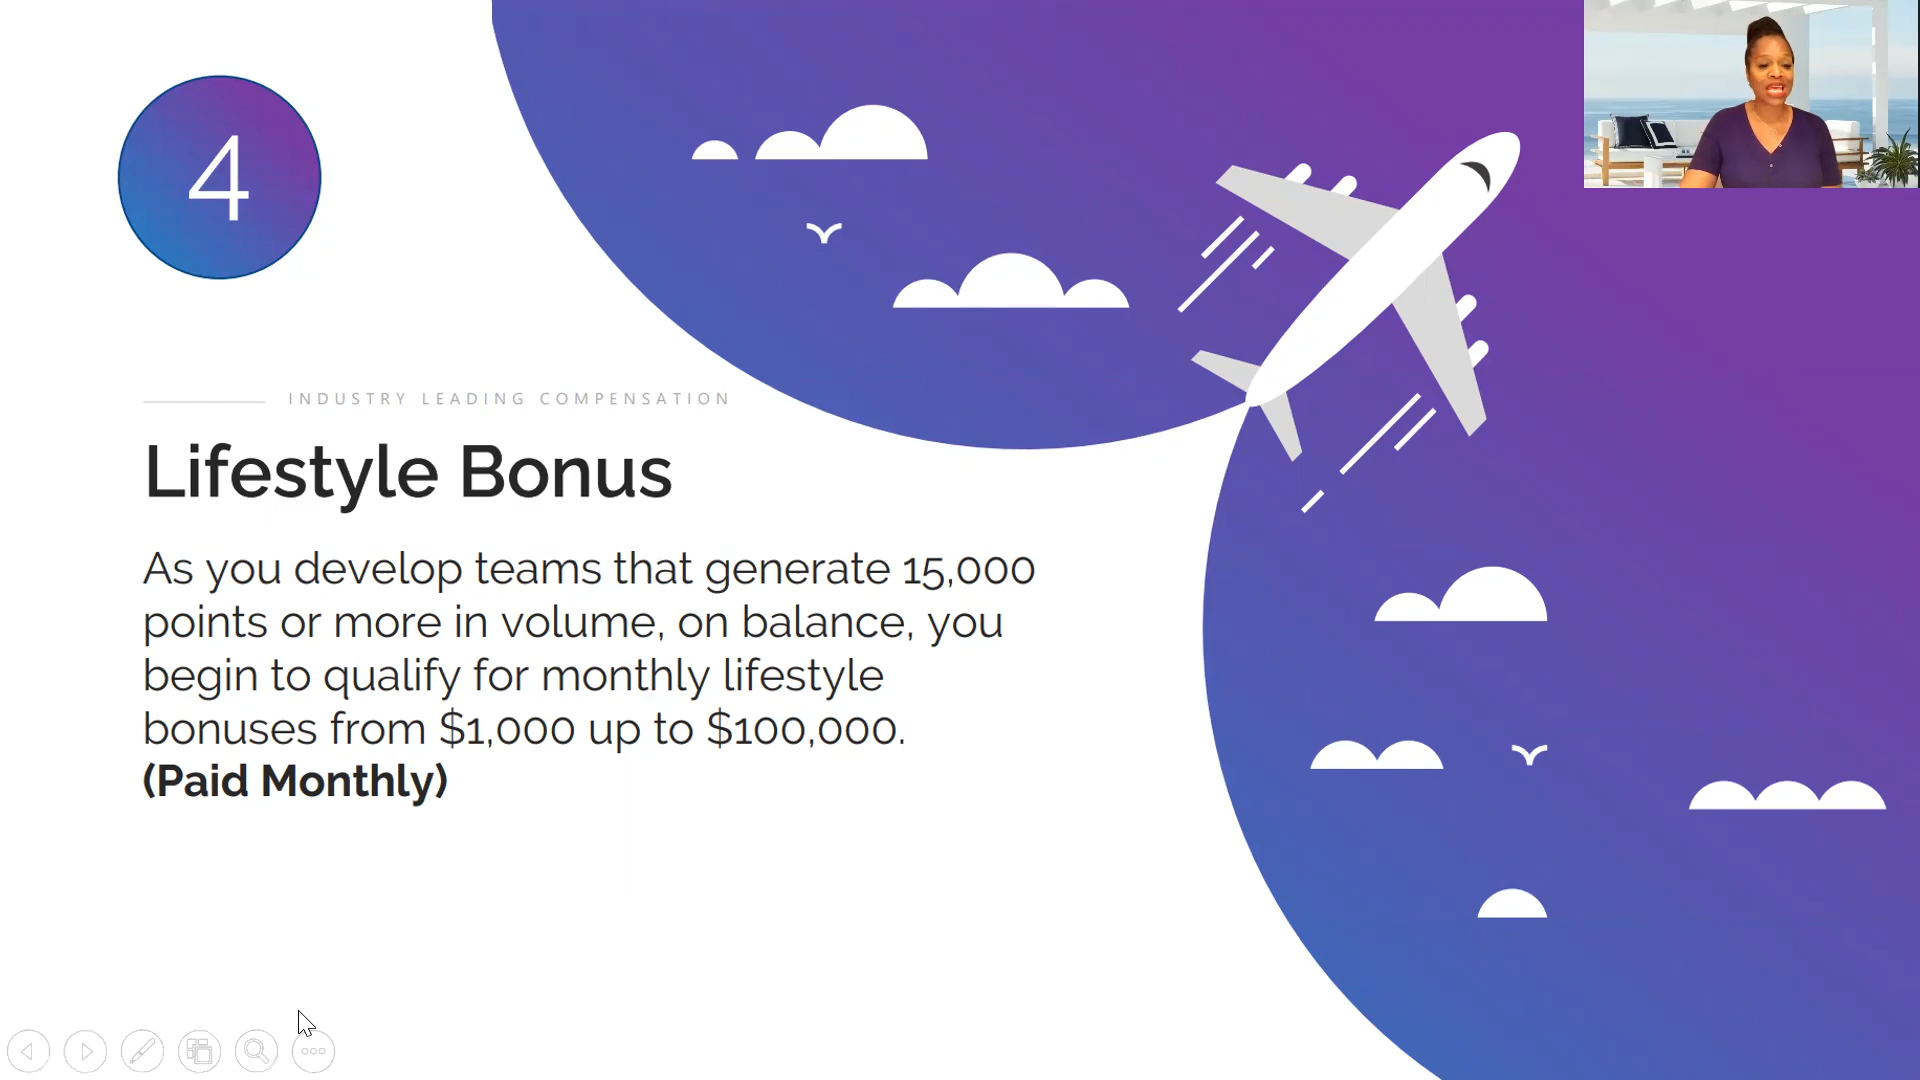 4
INDUSTRY LEADING COMPENSATION
Lifestyle Bonus
As you develop teams that generate 15,000
points or more in volume, on balance, you
begin to qualify for monthly lifestyle
bonuses from $1,000 up to $100,000.
(Paid Monthly)